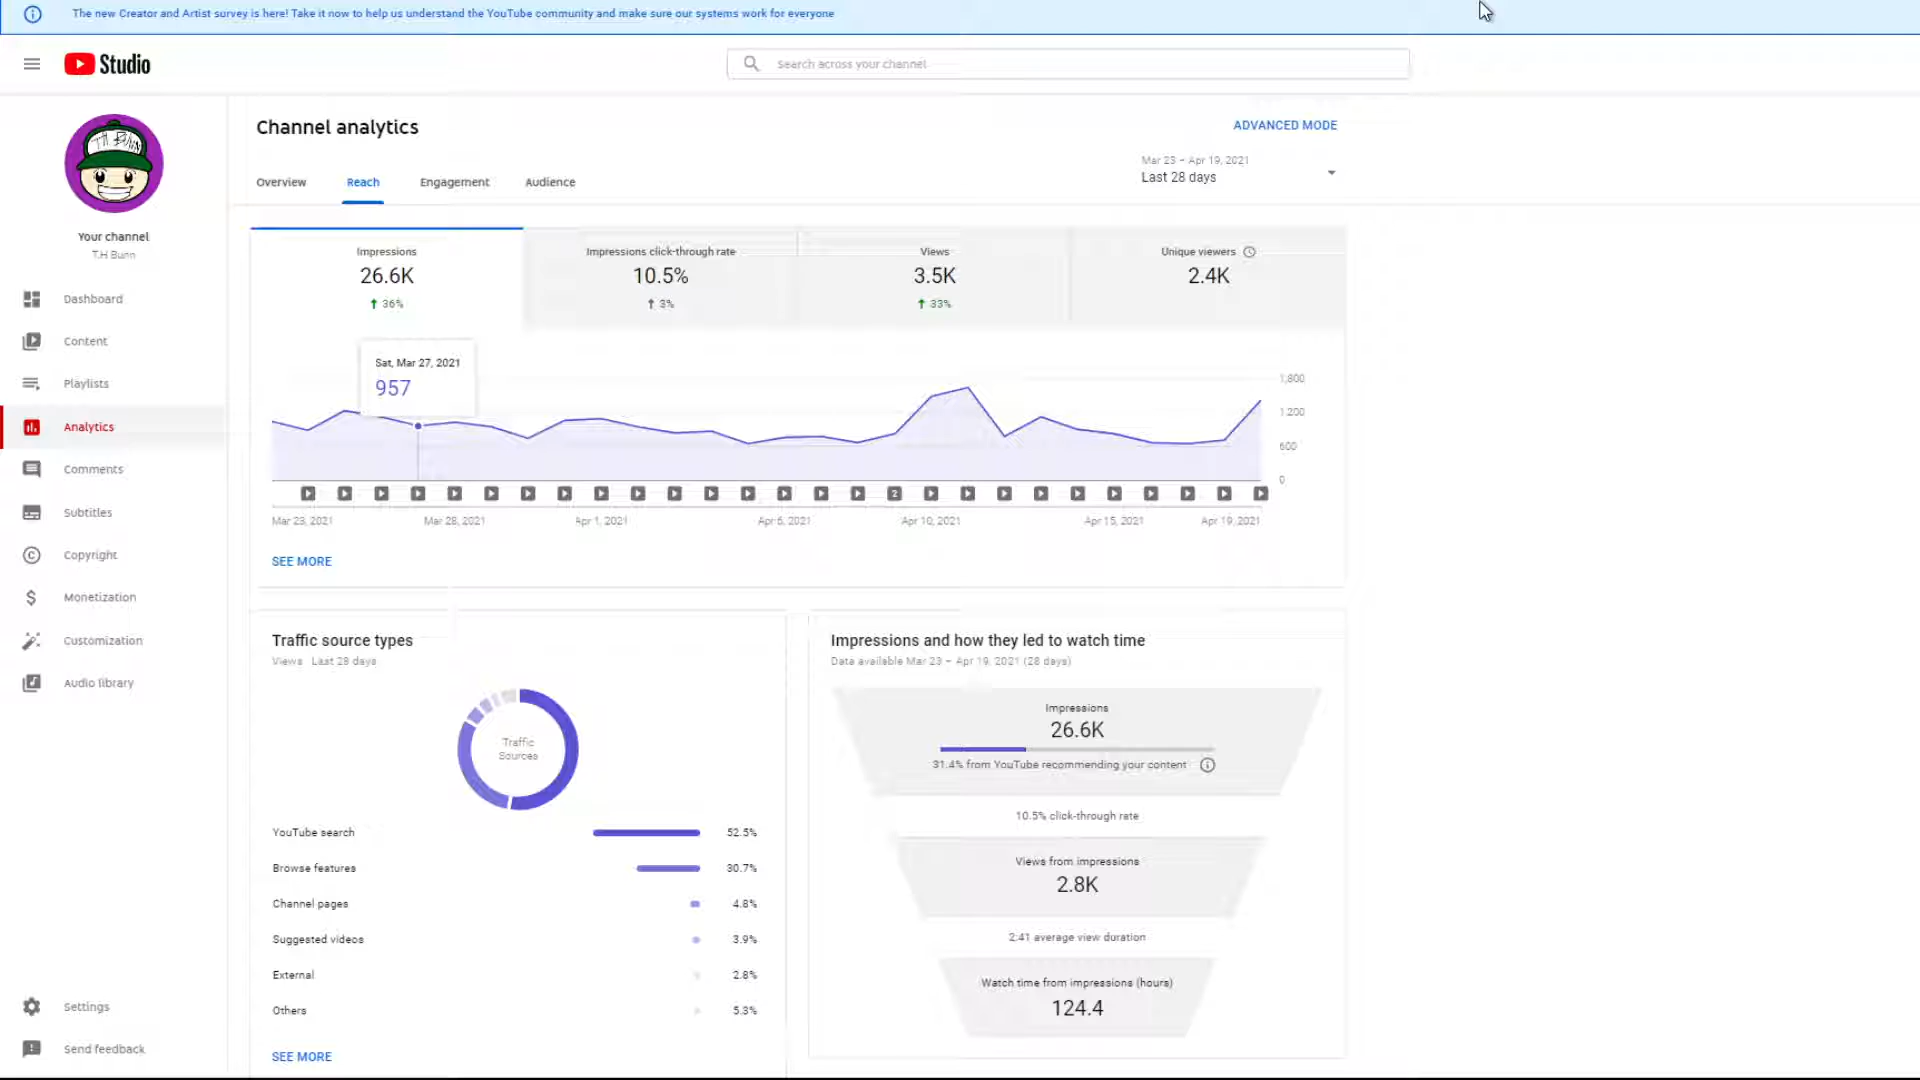 The new Creator and Artist survey is here! Take it now to help us understand the YouTube community and make sure our systems work for everyone
Studio
Search across your channel
TH BUNN
Your channel
T.H Bunn
Dashboard
Content
Playlists
Analytics
Comments
Subtitles
Copyright
Monetization
Customization
Audio library
Settings
Send feedback
Channel analytics
ADVANCED MODE
Mar 23 – Apr 19, 2021
Last 28 days
Overview Reach Engagement Audience
Impressions
26.6K
36%
Impressions click-through rate
10.5%
3%
Views
3.5K
33%
Unique viewers
2.4K
Sat, Mar 27, 2021
957
1,800
1,200
600
0
2
Mar 23, 2021 Mar 28, 2021 Apr 1, 2021 Apr 6, 2021 Apr 10, 2021 Apr 15, 2021 Apr 19, 2021
SEE MORE
Traffic source types
Views Last 28 days
Traffic
Sources
YouTube search 52.5%
Browse features 30.7%
Channel pages 4.8%
Suggested videos 3.9%
External 2.8%
Others 5.3%
SEE MORE
Impressions and how they led to watch time
Data available Mar 23 – Apr 19, 2021 (28 days)
Impressions
26.6K
31.4% from YouTube recommending your content
10.5% click-through rate
Views from impressions
2.8K
2:41 average view duration
Watch time from impressions (hours)
124.4